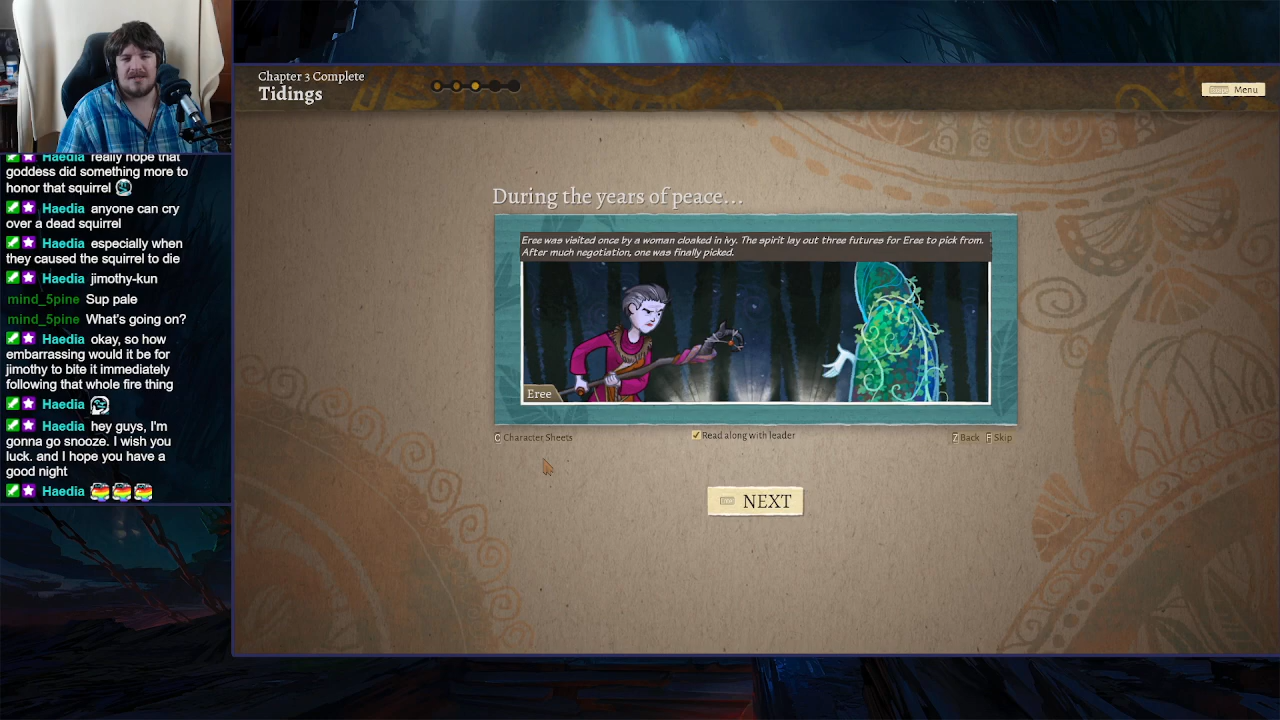 Haedia really hope that
goddess did something more to
honor that squirrel
Haedia anyone can cry
over a dead squirrel
Haedia especially when
they caused the squirrel to die
Haedia jimothy-kun
mind_5pine Sup pale
mind_5pine What's going on?
Haedia okay, so how
embarrassing would it be for
jimothy to bite it immediately
following that whole fire thing
Haedia
Haedia hey guys, I'm
gonna go snooze. I wish you
luck. and I hope you have a
good night
Haedia
Chapter 3 Complete
Tidings
Menu
During the years of peace...
Eree was visited once by a woman cloaked in ivy. The spirit lay out three futures for Eree to pick from.
After much negotiation, one was finally picked.
Eree
C Character Sheets
Read along with leader
Z Back F Skip
NEXT